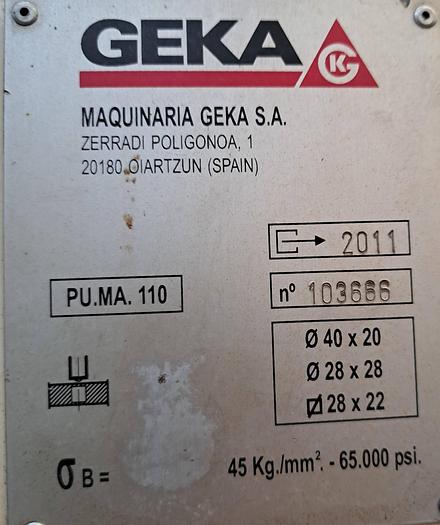 GEKA
GK
MAQUINARIA GEKA S.A.
ZERRADI POLIGONOA, 1
20180 OIARTZUN (SPAIN)
2011
PU.MA. 110
nº 103666
Ø 40 x 20
Ø 28 x 28
28 x 22
σ B = 45 Kg./mm². - 65.000 psi.